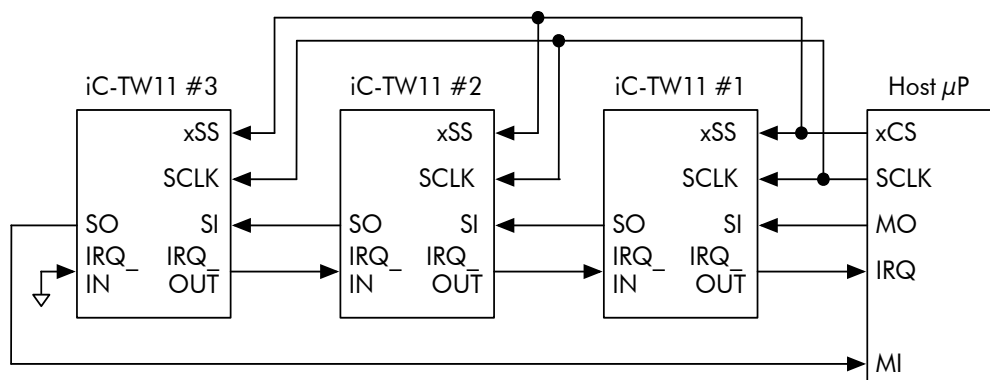 iC-TW11 #3
iC-TW11 #2
iC-TW11 #1
Host µP
xSS
xSS
xSS
xCS
SCLK
SCLK
SCLK
SCLK
SO
SI
SO
SI
SO
SI
MO
IRQ_
IN
IRQ_
OUT
IRQ_
IN
IRQ_
OUT
IRQ_
IN
IRQ_
OUT
IRQ
MI